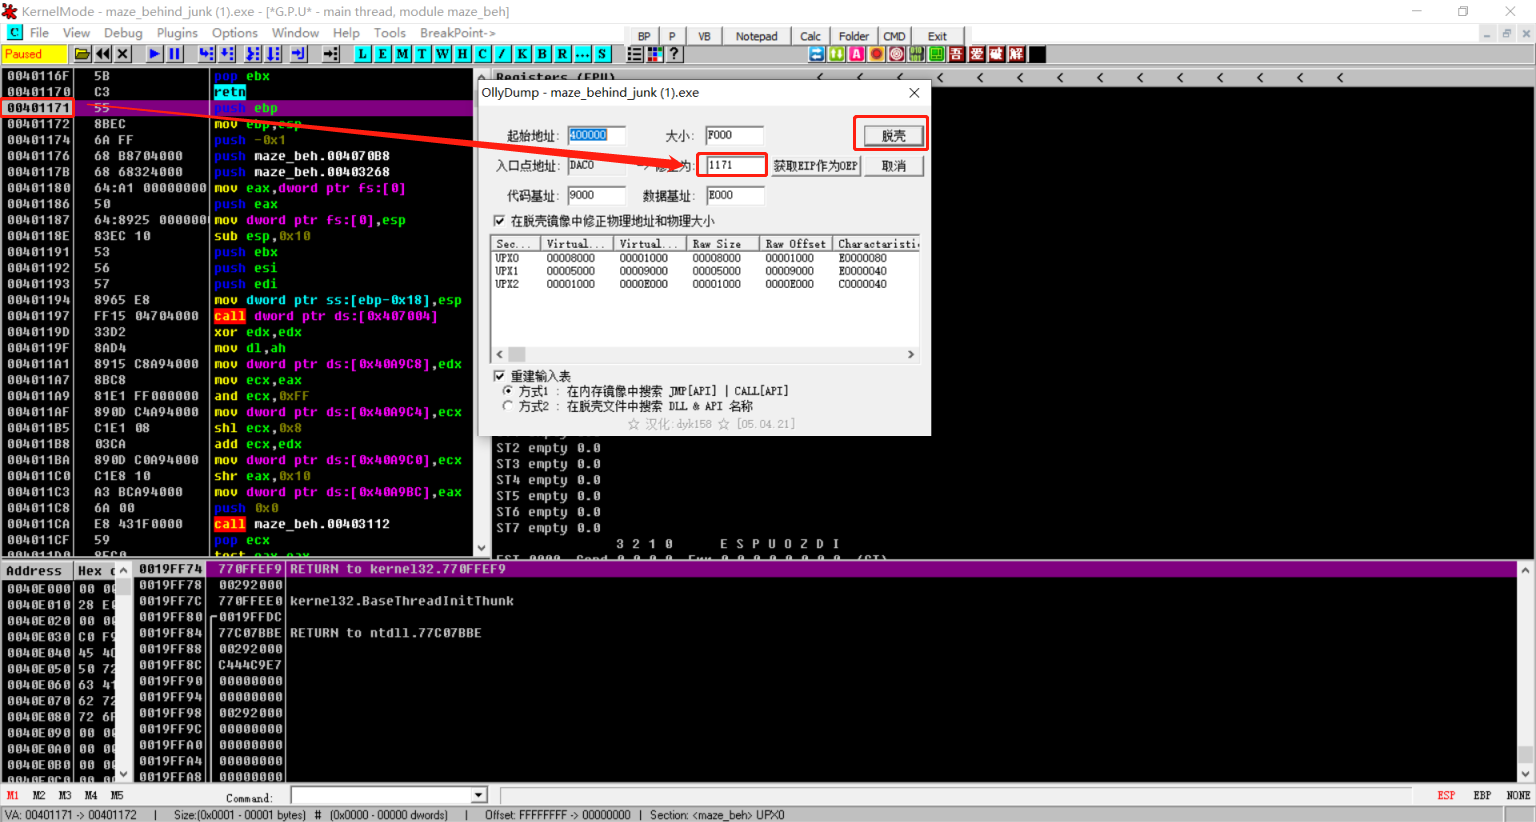 KernelMode - maze_behind_junk (1).exe - [*G.P.U* - main thread, module maze_beh]
C File View Debug Plugins Options Window Help Tools BreakPoint-> BP P VB Notepad Calc Folder CMD Exit
Paused L E M T W H C / K B R ... S ? A 吾 爱 破 解
0040116F 5B pop ebx
00401170 C3 retn
00401171 55 push ebp
00401172 8BEC mov ebp,esp
00401174 6A FF push -0x1
00401176 68 B8704000 push maze_beh.004070B8
0040117B 68 68324000 push maze_beh.00403268
00401180 64:A1 00000000 mov eax,dword ptr fs:[0]
00401186 50 push eax
00401187 64:8925 000000 mov dword ptr fs:[0],esp
0040118E 83EC 10 sub esp,0x10
00401191 53 push ebx
00401192 56 push esi
00401193 57 push edi
00401194 8965 E8 mov dword ptr ss:[ebp-0x18],esp
00401197 FF15 04704000 call dword ptr ds:[0x407004]
0040119D 33D2 xor edx,edx
0040119F 8AD4 mov dl,ah
004011A1 8915 C8A94000 mov dword ptr ds:[0x40A9C8],edx
004011A7 8BC8 mov ecx,eax
004011A9 81E1 FF000000 and ecx,0xFF
004011AF 890D C4A94000 mov dword ptr ds:[0x40A9C4],ecx
004011B5 C1E1 08 shl ecx,0x8
004011B8 03CA add ecx,edx
004011BA 890D C0A94000 mov dword ptr ds:[0x40A9C0],ecx
004011C0 C1E8 10 shr eax,0x10
004011C3 A3 BCA94000 mov dword ptr ds:[0x40A9BC],eax
004011C8 6A 00 push 0x0
004011CA E8 431F0000 call maze_beh.00403112
004011CF 59 pop ecx
004011D0 85C0 test eax,eax
Registers (FPU) < < < < < < < < < < < < < <
OllyDump - maze_behind_junk (1).exe
起始地址: 400000 大小: F000 脱壳
入口点地址: DAC0 -> 修正为: 1171 获取EIP作为OEP 取消
代码基址: 9000 数据基址: E000
在脱壳镜像中修正物理地址和物理大小
Sec... Virtual... Virtual... Raw Size Raw Offset Characteristi
UPX0 00008000 00001000 00008000 00001000 E0000080
UPX1 00005000 00009000 00005000 00009000 E0000040
UPX2 00001000 0000E000 00001000 0000E000 C0000040
重建输入表
方式1 : 在内存镜像中搜索 JMP[API] | CALL[API]
方式2 : 在脱壳文件中搜索 DLL & API 名称
☆ 汉化:dyk158 ☆ [05.04.21]
ST2 empty 0.0
ST3 empty 0.0
ST4 empty 0.0
ST5 empty 0.0
ST6 empty 0.0
ST7 empty 0.0
3 2 1 0 E S P U O Z D I
Address Hex
0040E000 00 00
0040E010 28 E0
0040E020 00 00
0040E030 C0 F9
0040E040 45 4C
0040E050 50 72
0040E060 63 41
0040E070 62 72
0040E080 72 6F
0040E090 00 00
0040E0A0 00 00
0040E0B0 00 00
0040E0C0 00 00
0019FF74 770FFEF9 RETURN to kernel32.770FFEF9
0019FF78 00292000
0019FF7C 770FFEE0 kernel32.BaseThreadInitThunk
0019FF80 0019FFDC
0019FF84 77C07BBE RETURN to ntdll.77C07BBE
0019FF88 00292000
0019FF8C C444C9E7
0019FF90 00000000
0019FF94 00000000
0019FF98 00292000
0019FF9C 00000000
0019FFA0 00000000
0019FFA4 00000000
0019FFA8 00000000
M1 M2 M3 M4 M5 Command: ESP EBP NONE
VA: 00401171 -> 00401172 | Size:(0x0001 - 00001 bytes) # (0x0000 - 00000 dwords) | Offset: FFFFFFFF -> 00000000 | Section: <maze_beh> UPX0